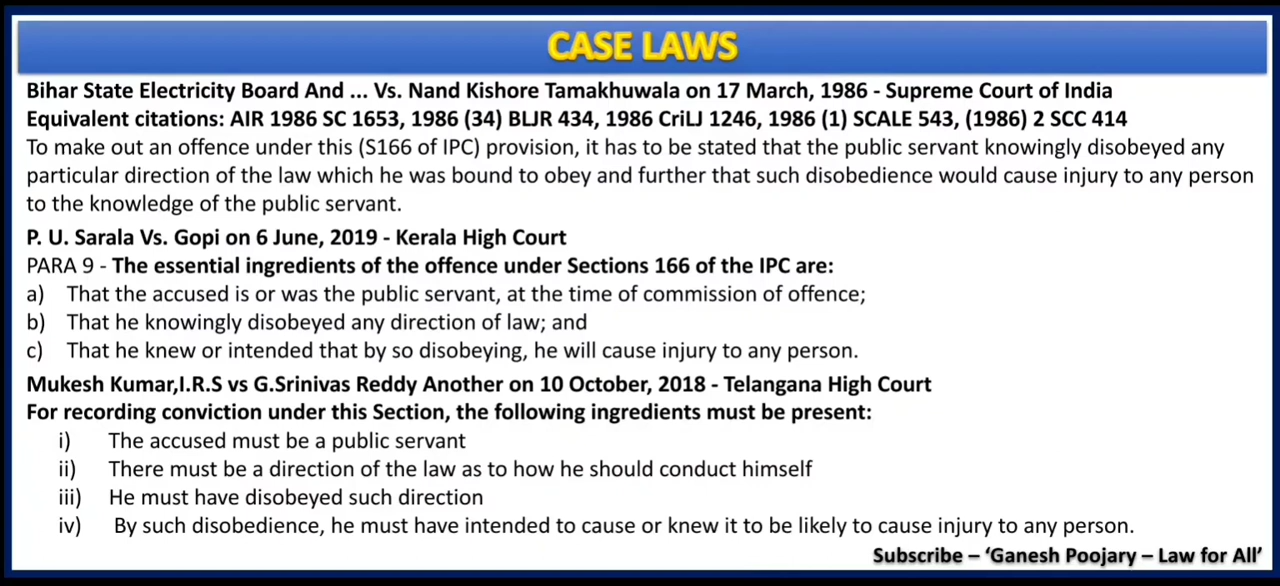 CASE LAWS
Bihar State Electricity Board And ... Vs. Nand Kishore Tamakhuwala on 17 March, 1986 - Supreme Court of India
Equivalent citations: AIR 1986 SC 1653, 1986 (34) BLJR 434, 1986 CriLJ 1246, 1986 (1) SCALE 543, (1986) 2 SCC 414
To make out an offence under this (S166 of IPC) provision, it has to be stated that the public servant knowingly disobeyed any
particular direction of the law which he was bound to obey and further that such disobedience would cause injury to any person
to the knowledge of the public servant.
P. U. Sarala Vs. Gopi on 6 June, 2019 - Kerala High Court
PARA 9 - The essential ingredients of the offence under Sections 166 of the IPC are:
a) That the accused is or was the public servant, at the time of commission of offence;
b) That he knowingly disobeyed any direction of law; and
c) That he knew or intended that by so disobeying, he will cause injury to any person.
Mukesh Kumar,I.R.S vs G.Srinivas Reddy Another on 10 October, 2018 - Telangana High Court
For recording conviction under this Section, the following ingredients must be present:
i) The accused must be a public servant
ii) There must be a direction of the law as to how he should conduct himself
iii) He must have disobeyed such direction
iv) By such disobedience, he must have intended to cause or knew it to be likely to cause injury to any person.
Subscribe – ‘Ganesh Poojary – Law for All’